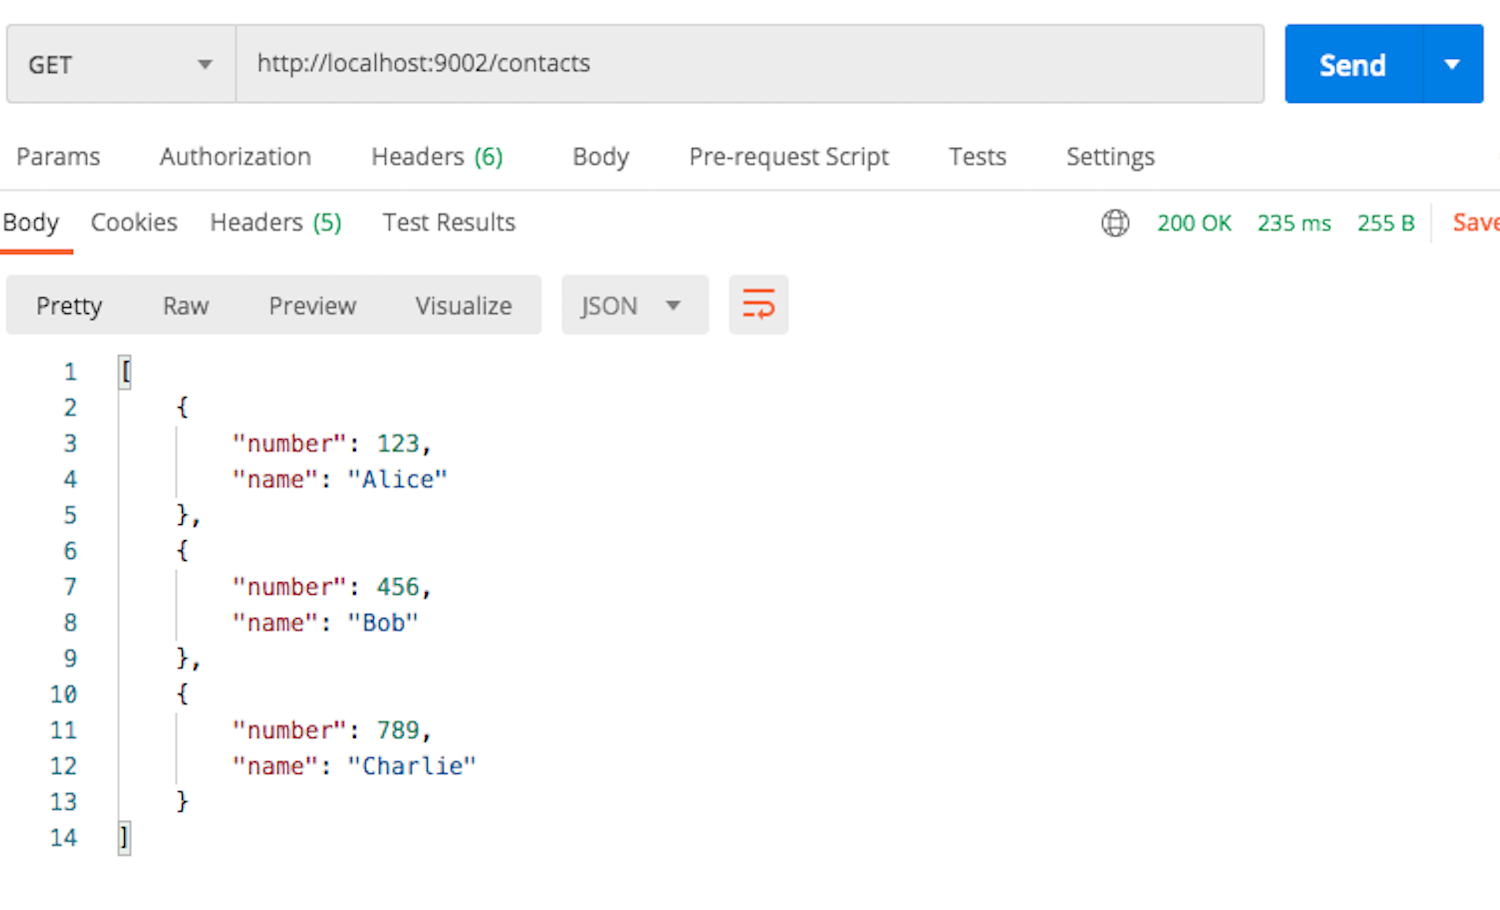 GET http://localhost:9002/contacts Send
Params Authorization Headers (6) Body Pre-request Script Tests Settings
Body Cookies Headers (5) Test Results 200 OK 235 ms 255 B Save
Pretty Raw Preview Visualize JSON
1 [
2 {
3 "number": 123,
4 "name": "Alice"
5 },
6 {
7 "number": 456,
8 "name": "Bob"
9 },
10 {
11 "number": 789,
12 "name": "Charlie"
13 }
14 ]